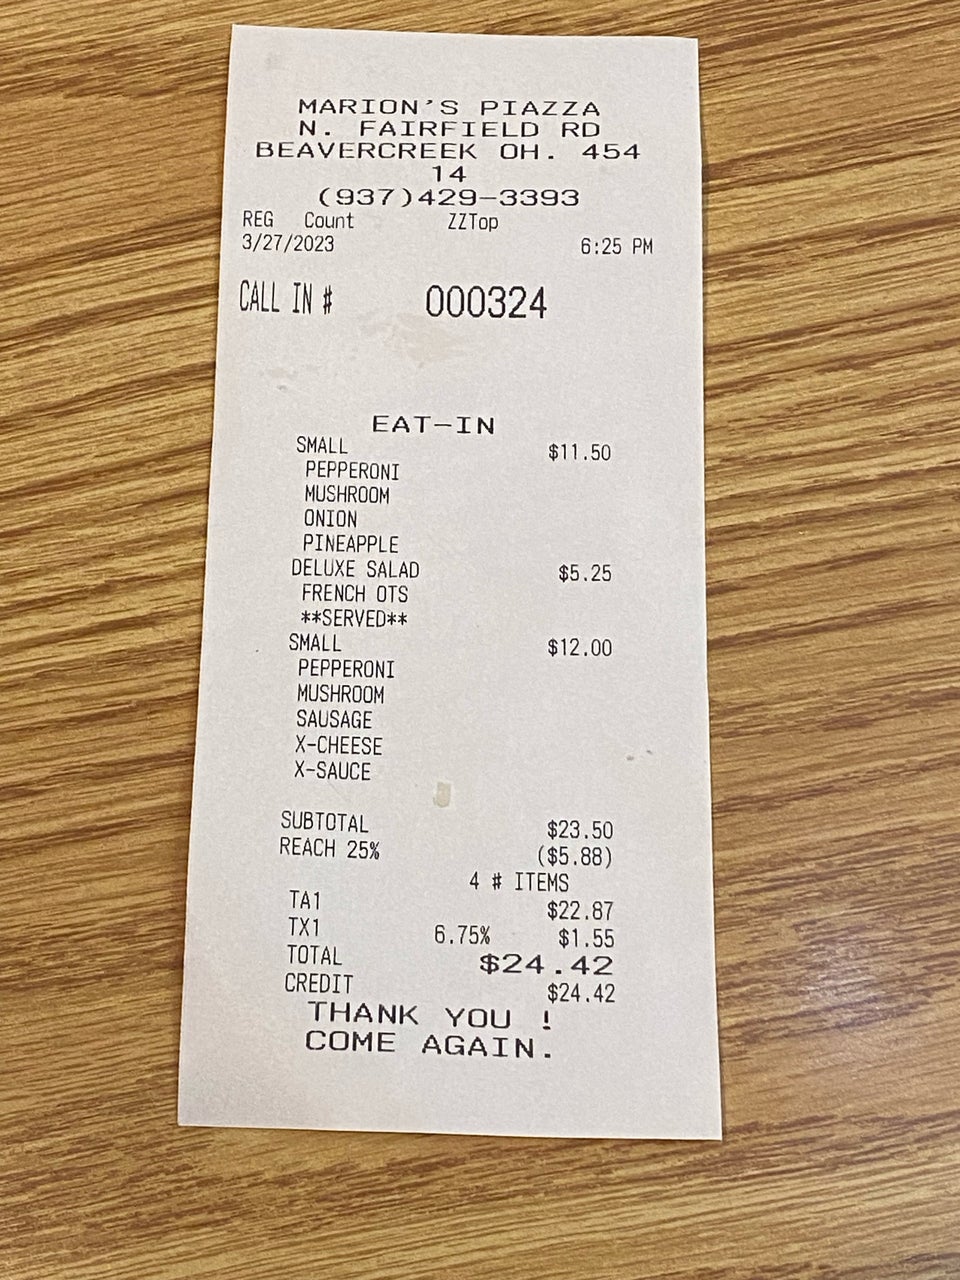 MARION'S PIAZZA
N. FAIRFIELD RD
BEAVERCREEK OH. 454
14
(937)429-3393
REG Count ZZTop
3/27/2023 6:25 PM
CALL IN # 000324
EAT-IN
SMALL $11.50
PEPPERONI
MUSHROOM
ONION
PINEAPPLE
DELUXE SALAD $5.25
FRENCH OTS
**SERVED**
SMALL $12.00
PEPPERONI
MUSHROOM
SAUSAGE
X-CHEESE
X-SAUCE
SUBTOTAL $23.50
REACH 25% ($5.88)
4 # ITEMS
TA1 $22.87
TX1 6.75% $1.55
TOTAL $24.42
CREDIT $24.42
THANK YOU !
COME AGAIN.